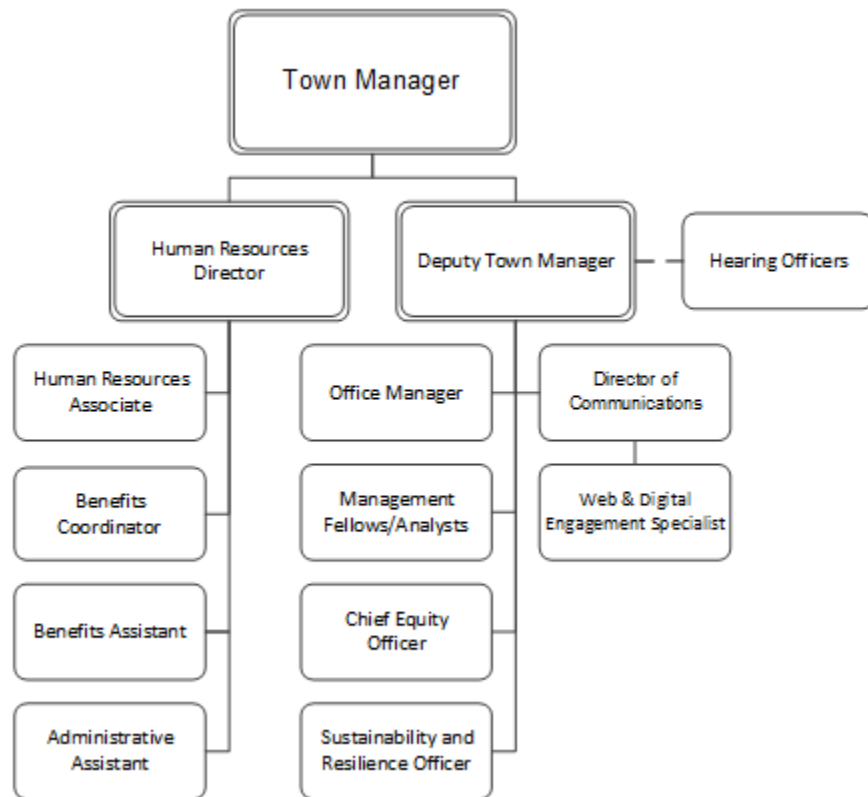 Town Manager
Human Resources
Director
Deputy Town Manager
Hearing Officers
Human Resources
Associate
Office Manager
Director of
Communications
Benefits
Coordinator
Management
Fellows/Analysts
Web & Digital
Engagement Specialist
Benefits Assistant
Chief Equity
Officer
Administrative
Assistant
Sustainability and
Resilience Officer